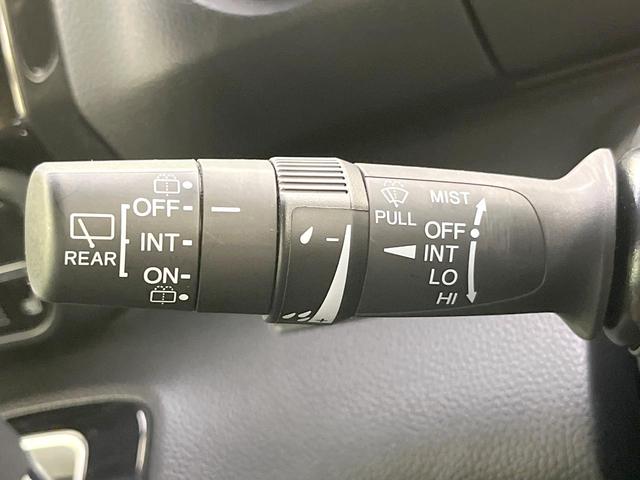 OFF-
REAR
INT-
ON-
- +
PULL
MIST
OFF
INT
LO
HI